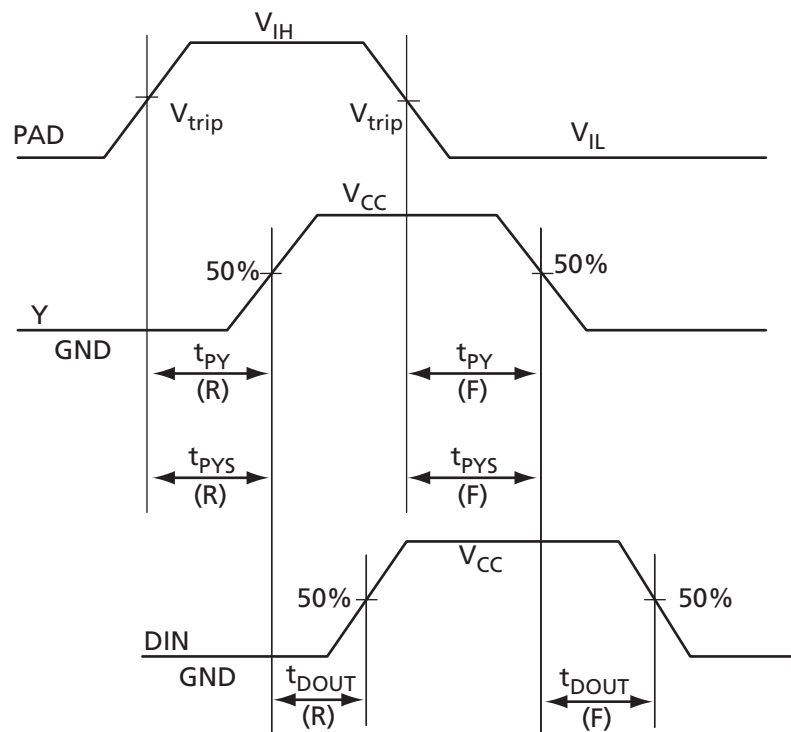 V_IH
V_trip
V_trip
PAD
V_IL
V_CC
50%
50%
Y
GND
t_PY
(R)
t_PY
(F)
t_PYS
(R)
t_PYS
(F)
V_CC
50%
50%
DIN
GND
t_DOUT
(R)
t_DOUT
(F)